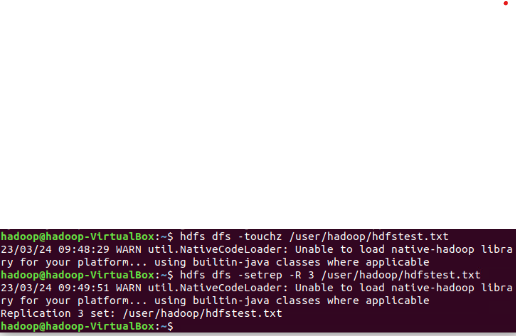 hadoop@hadoop-VirtualBox:~$ hdfs dfs -touchz /user/hadoop/hdfstest.txt
23/03/24 09:48:29 WARN util.NativeCodeLoader: Unable to load native-hadoop libra
ry for your platform... using builtin-java classes where applicable
hadoop@hadoop-VirtualBox:~$ hdfs dfs -setrep -R 3 /user/hadoop/hdfstest.txt
23/03/24 09:49:51 WARN util.NativeCodeLoader: Unable to load native-hadoop libra
ry for your platform... using builtin-java classes where applicable
Replication 3 set: /user/hadoop/hdfstest.txt
hadoop@hadoop-VirtualBox:~$